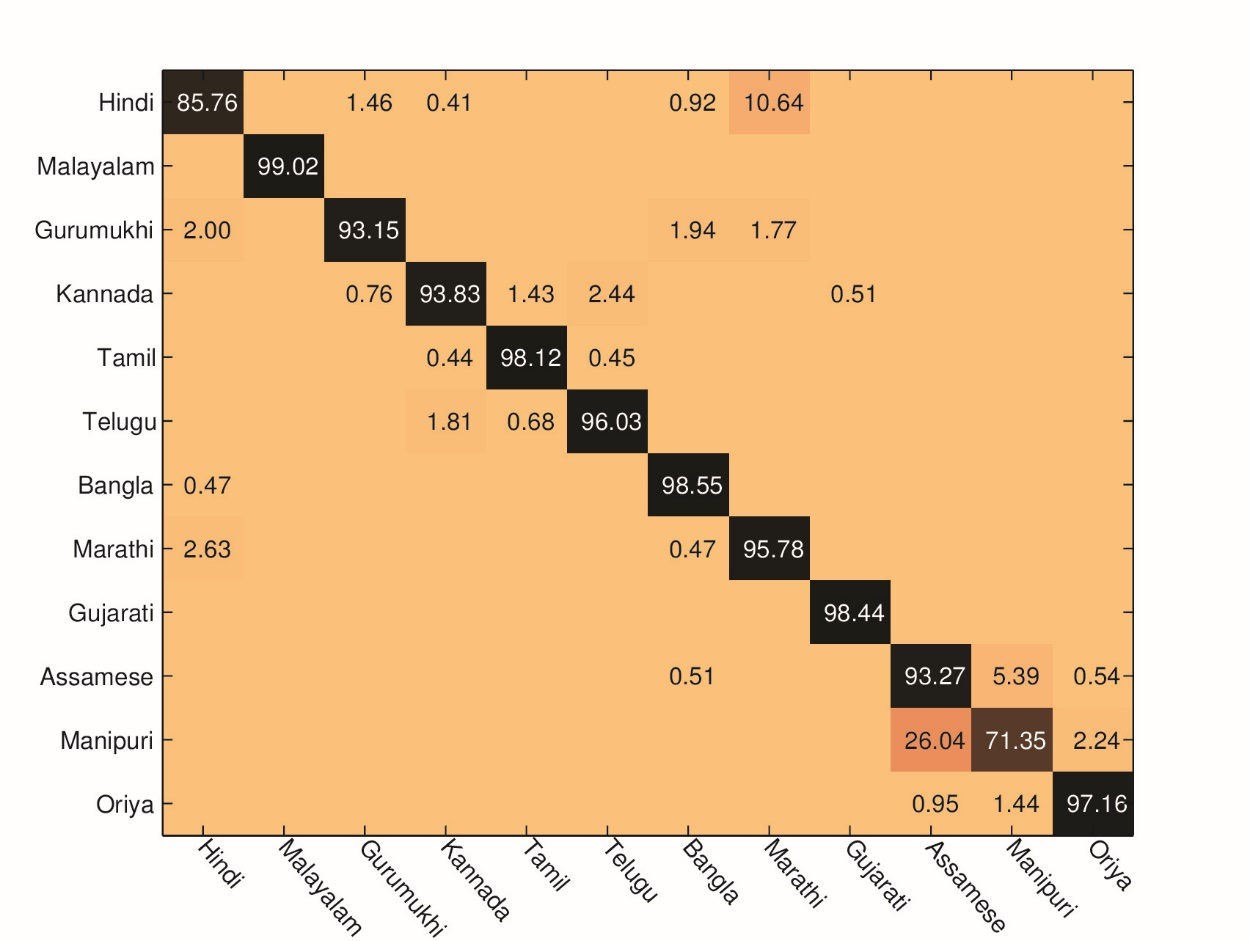 Hindi 85.76 1.46 0.41 0.92 10.64
Malayalam 99.02
Gurumukhi 2.00 93.15 1.94 1.77
Kannada 0.76 93.83 1.43 2.44 0.51
Tamil 0.44 98.12 0.45
Telugu 1.81 0.68 96.03
Bangla 0.47 98.55
Marathi 2.63 0.47 95.78
Gujarati 98.44
Assamese 0.51 93.27 5.39 0.54
Manipuri 26.04 71.35 2.24
Oriya 0.95 1.44 97.16
Hindi Malayalam Gurumukhi Kannada Tamil Telugu Bangla Marathi Gujarati Assamese Manipuri Oriya